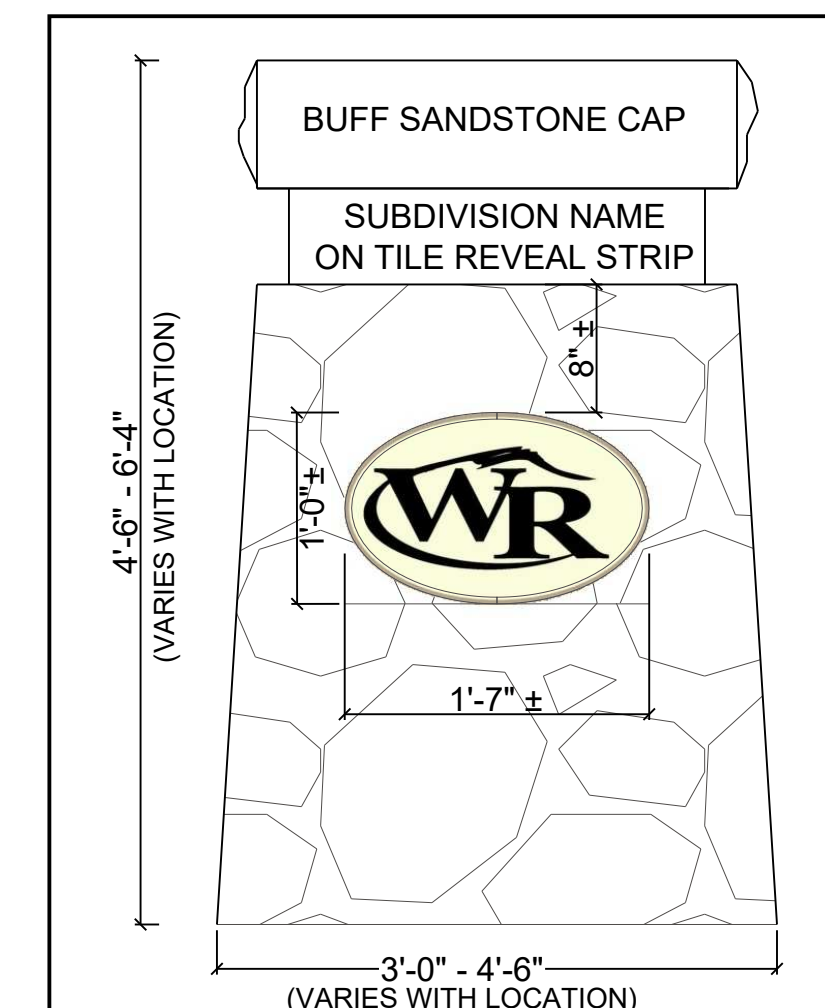 BUFF SANDSTONE CAP
SUBDIVISION NAME
ON TILE REVEAL STRIP
8" ±
4'-6" - 6'-4"
(VARIES WITH LOCATION)
1'-0"±
WR
1'-7" ±
3'-0" - 4'-6"
(VARIES WITH LOCATION)